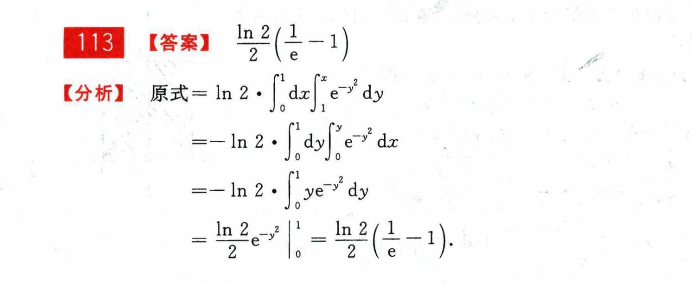 113 【答案】 $\frac{\ln 2}{2}\left(\frac{1}{e}-1\right)$
【分析】 原式 $= \ln 2 \cdot \int_0^1 dx \int_1^x e^{-y^2} dy$
$= -\ln 2 \cdot \int_0^1 dy \int_0^y e^{-y^2} dx$
$= -\ln 2 \cdot \int_0^1 y e^{-y^2} dy$
$= \frac{\ln 2}{2} e^{-y^2} \Big|_0^1 = \frac{\ln 2}{2}\left(\frac{1}{e}-1\right).$